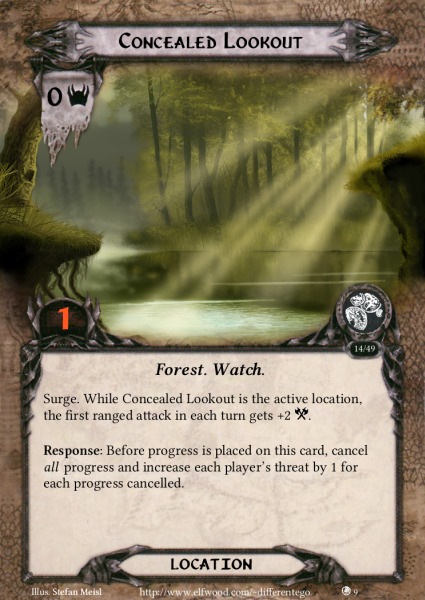 Concealed Lookout
0
1
14/49
Forest. Watch.
Surge. While Concealed Lookout is the active location,
the first ranged attack in each turn gets +2 .
Response: Before progress is placed on this card, cancel
all progress and increase each player's threat by 1 for
each progress cancelled.
LOCATION
Illus. Stefan Meisl http://www.elfwood.com/~differentego 9